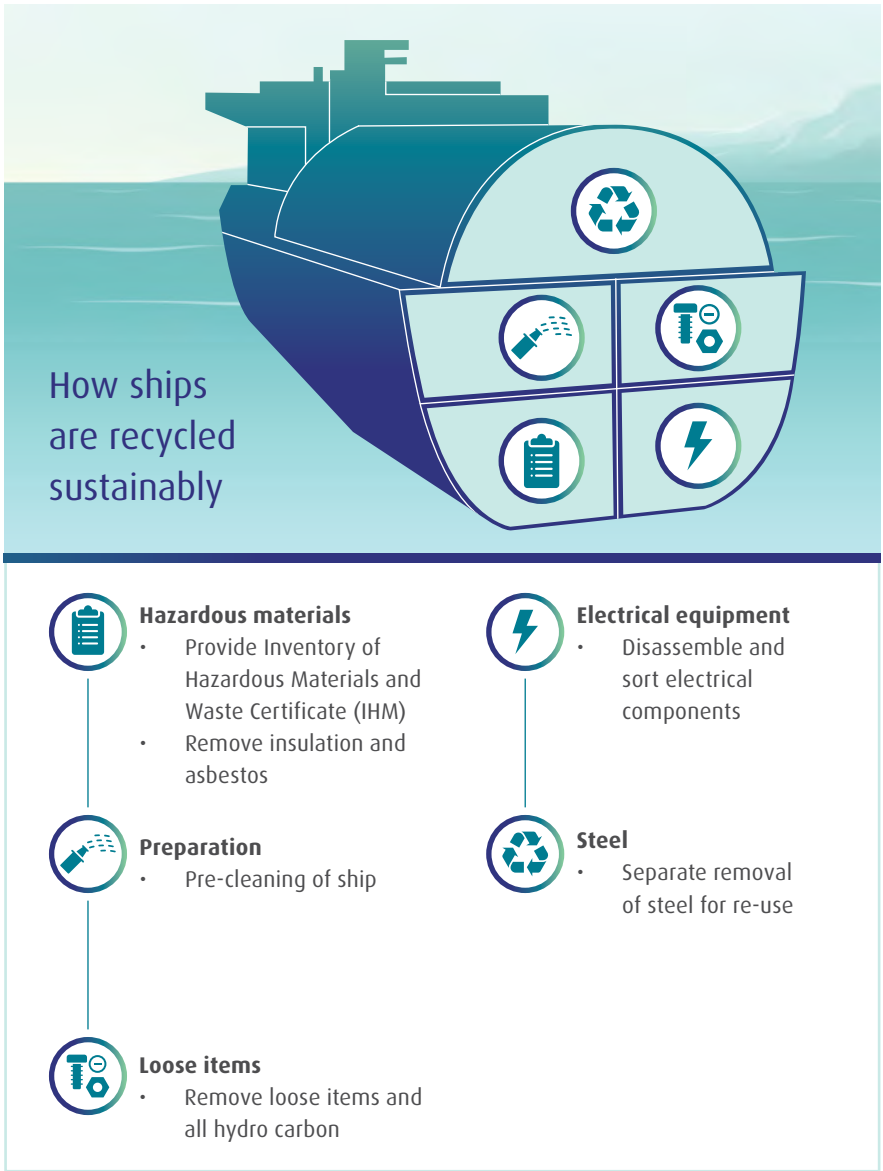 How ships
are recycled
sustainably
Hazardous materials
• Provide Inventory of
Hazardous Materials and
Waste Certificate (IHM)
• Remove insulation and
asbestos
Preparation
• Pre-cleaning of ship
Loose items
• Remove loose items and
all hydro carbon
Electrical equipment
• Disassemble and
sort electrical
components
Steel
• Separate removal
of steel for re-use